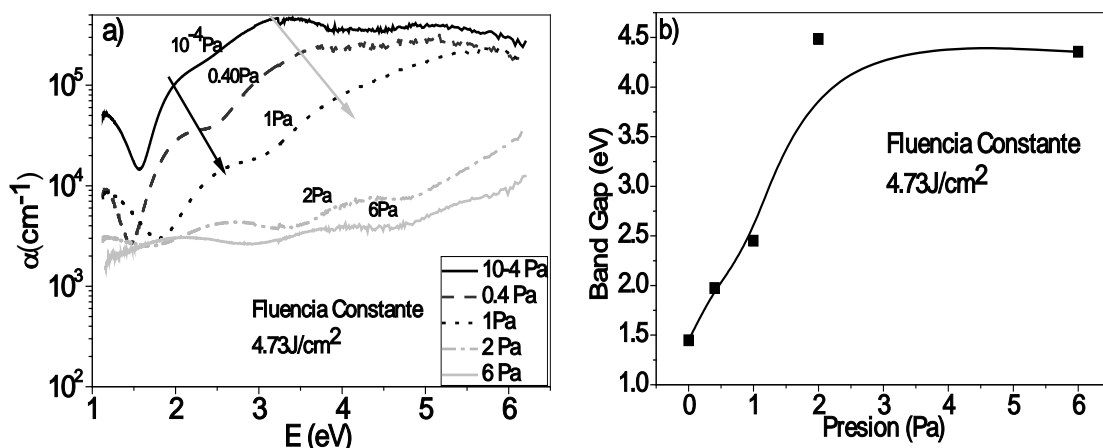 a)
10⁻⁴Pa
0.40Pa
1Pa
2Pa
6Pa
Fluencia Constante
4.73J/cm²
10-4 Pa
0.4 Pa
1Pa
2 Pa
6 Pa
α(cm⁻¹)
10⁵
10⁴
10³
10²
1 2 3 4 5 6
E (eV)
b)
Fluencia Constante
4.73J/cm²
Band Gap (eV)
4.5
4.0
3.5
3.0
2.5
2.0
1.5
1.0
0 1 2 3 4 5 6
Presion (Pa)